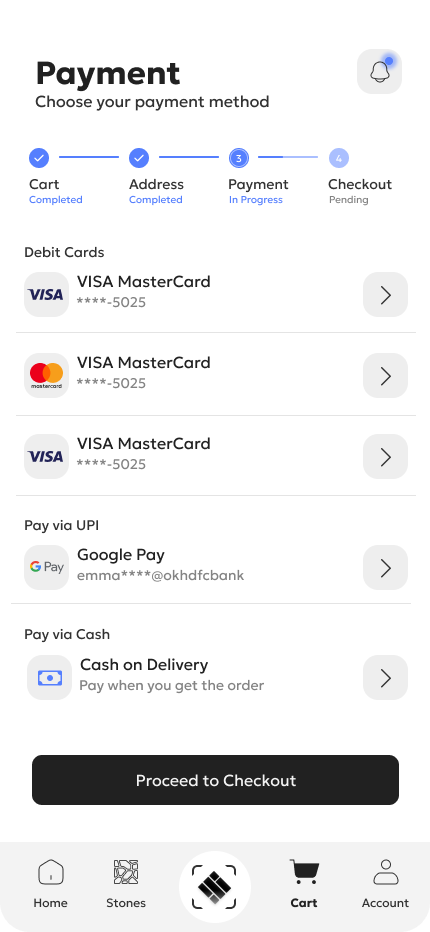 Payment
Choose your payment method
3
4
Cart
Address
Payment
Checkout
Completed
Completed
In Progress
Pending
Debit Cards
VISA
VISA MasterCard
****-5025
mastercard
VISA MasterCard
****-5025
VISA
VISA MasterCard
****-5025
Pay via UPI
G Pay
Google Pay
emma****@okhdfcbank
Pay via Cash
Cash on Delivery
Pay when you get the order
Proceed to Checkout
Home
Stones
Cart
Account